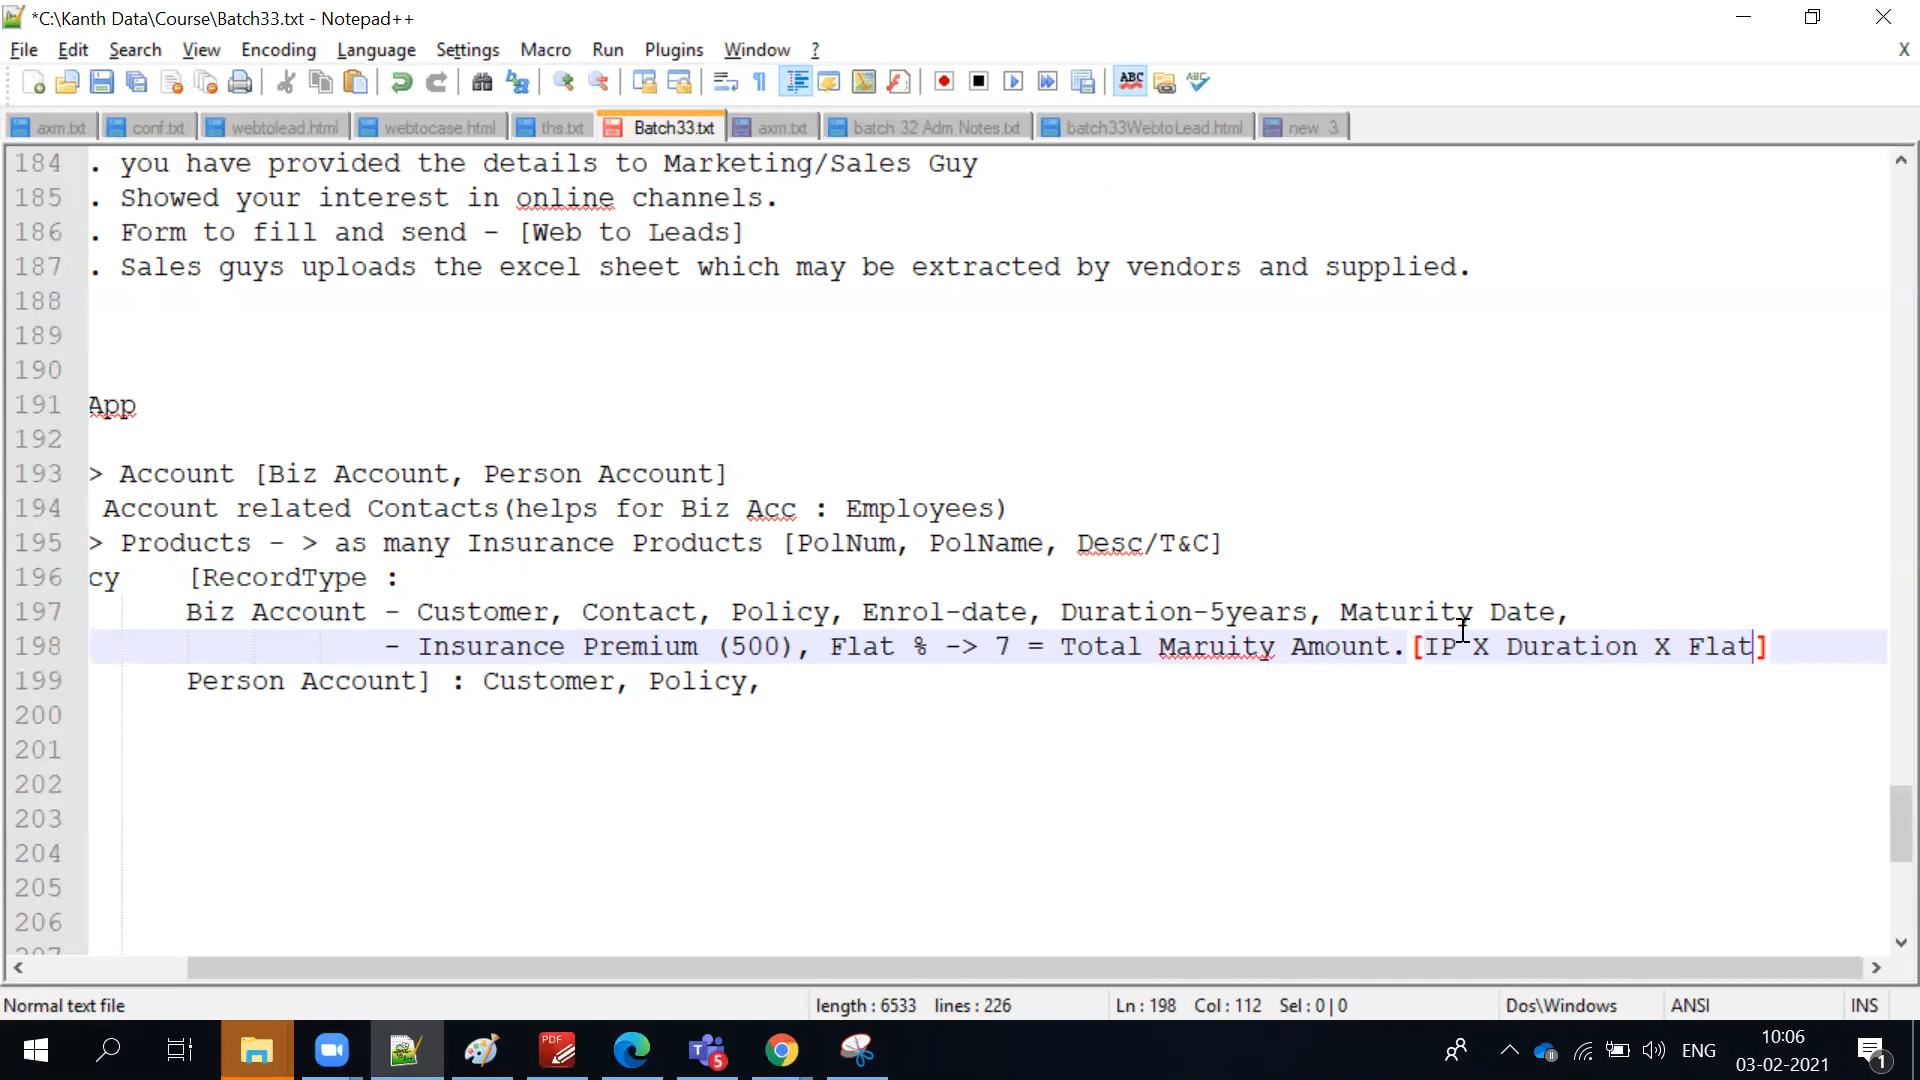 *C:\Kanth Data\Course\Batch33.txt - Notepad++
File Edit Search View Encoding Language Settings Macro Run Plugins Window ? X
axm.txt conf.txt webtolead.html webtocase.html ths.txt Batch33.txt axm.txt batch 32 Adm Notes.txt batch33WebtoLead.html new 3
184 . you have provided the details to Marketing/Sales Guy
185 . Showed your interest in online channels.
186 . Form to fill and send - [Web to Leads]
187 . Sales guys uploads the excel sheet which may be extracted by vendors and supplied.
188
189
190
191 App
192
193 > Account [Biz Account, Person Account]
194 Account related Contacts(helps for Biz Acc : Employees)
195 > Products - > as many Insurance Products [PolNum, PolName, Desc/T&C]
196 cy [RecordType :
197 Biz Account - Customer, Contact, Policy, Enrol-date, Duration-5years, Maturity Date,
198 - Insurance Premium (500), Flat % -> 7 = Total Maruity Amount.[IP X Duration X Flat]
199 Person Account] : Customer, Policy,
200
201
202
203
204
205
206
207
Normal text file length : 6533 lines : 226 Ln : 198 Col : 112 Sel : 0 | 0 Dos\Windows ANSI INS
PDF 5 ENG 10:06
03-02-2021 1